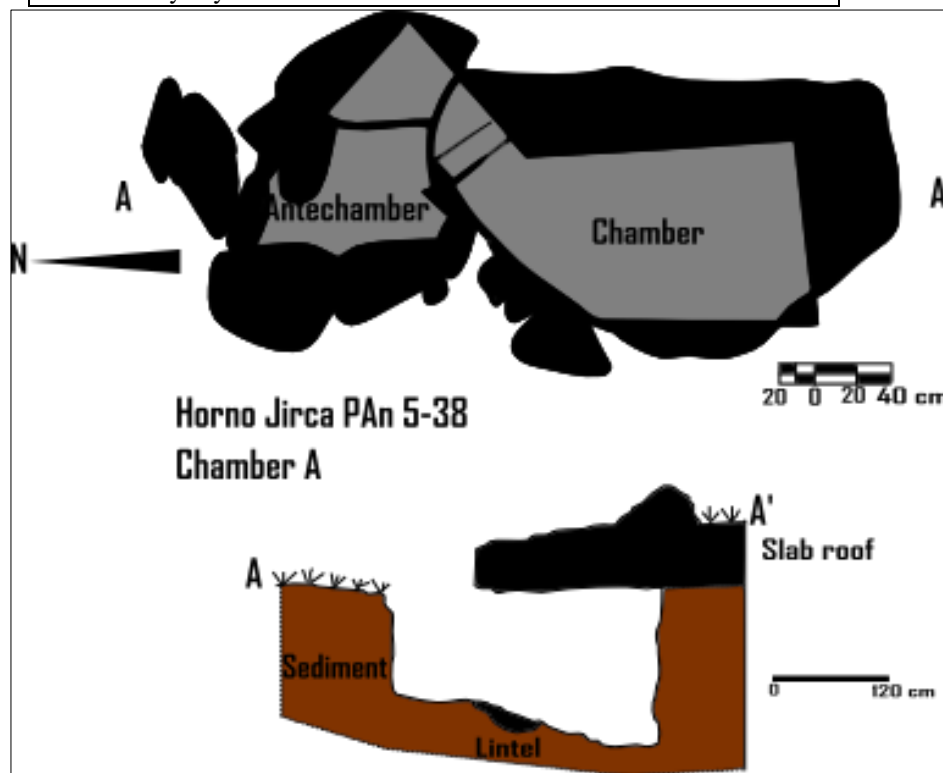 Antechamber
A
A
Chamber
N
20 0 20 40 cm
Horno Jirca PAn 5-38
Chamber A
A'
Slab roof
A
Sediment
Lintel
0 120 cm